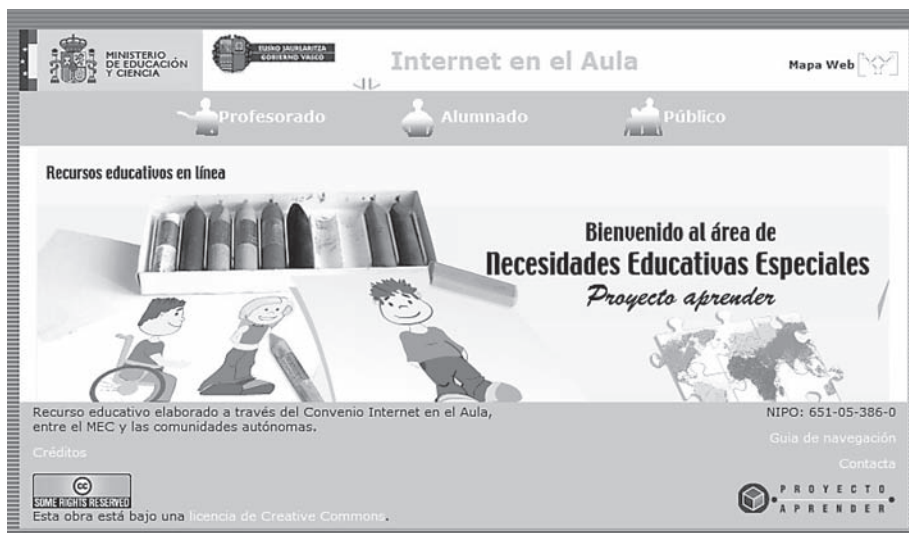 MINISTERIO
DE EDUCACIÓN
Y CIENCIA
EUSKO JAURLARITZA
GOBIERNO VASCO
Internet en el Aula
Mapa Web
Profesorado
Alumnado
Público
Recursos educativos en línea
Bienvenido al área de
Necesidades Educativas Especiales
Proyecto aprender
Recurso educativo elaborado a través del Convenio Internet en el Aula,
entre el MEC y las comunidades autónomas.
NIPO: 651-05-386-0
Guia de navegación
Créditos
Contacta
cc
SOME RIGHTS RESERVED
PROYECTO
APRENDER
Esta obra está bajo una licencia de Creative Commons.